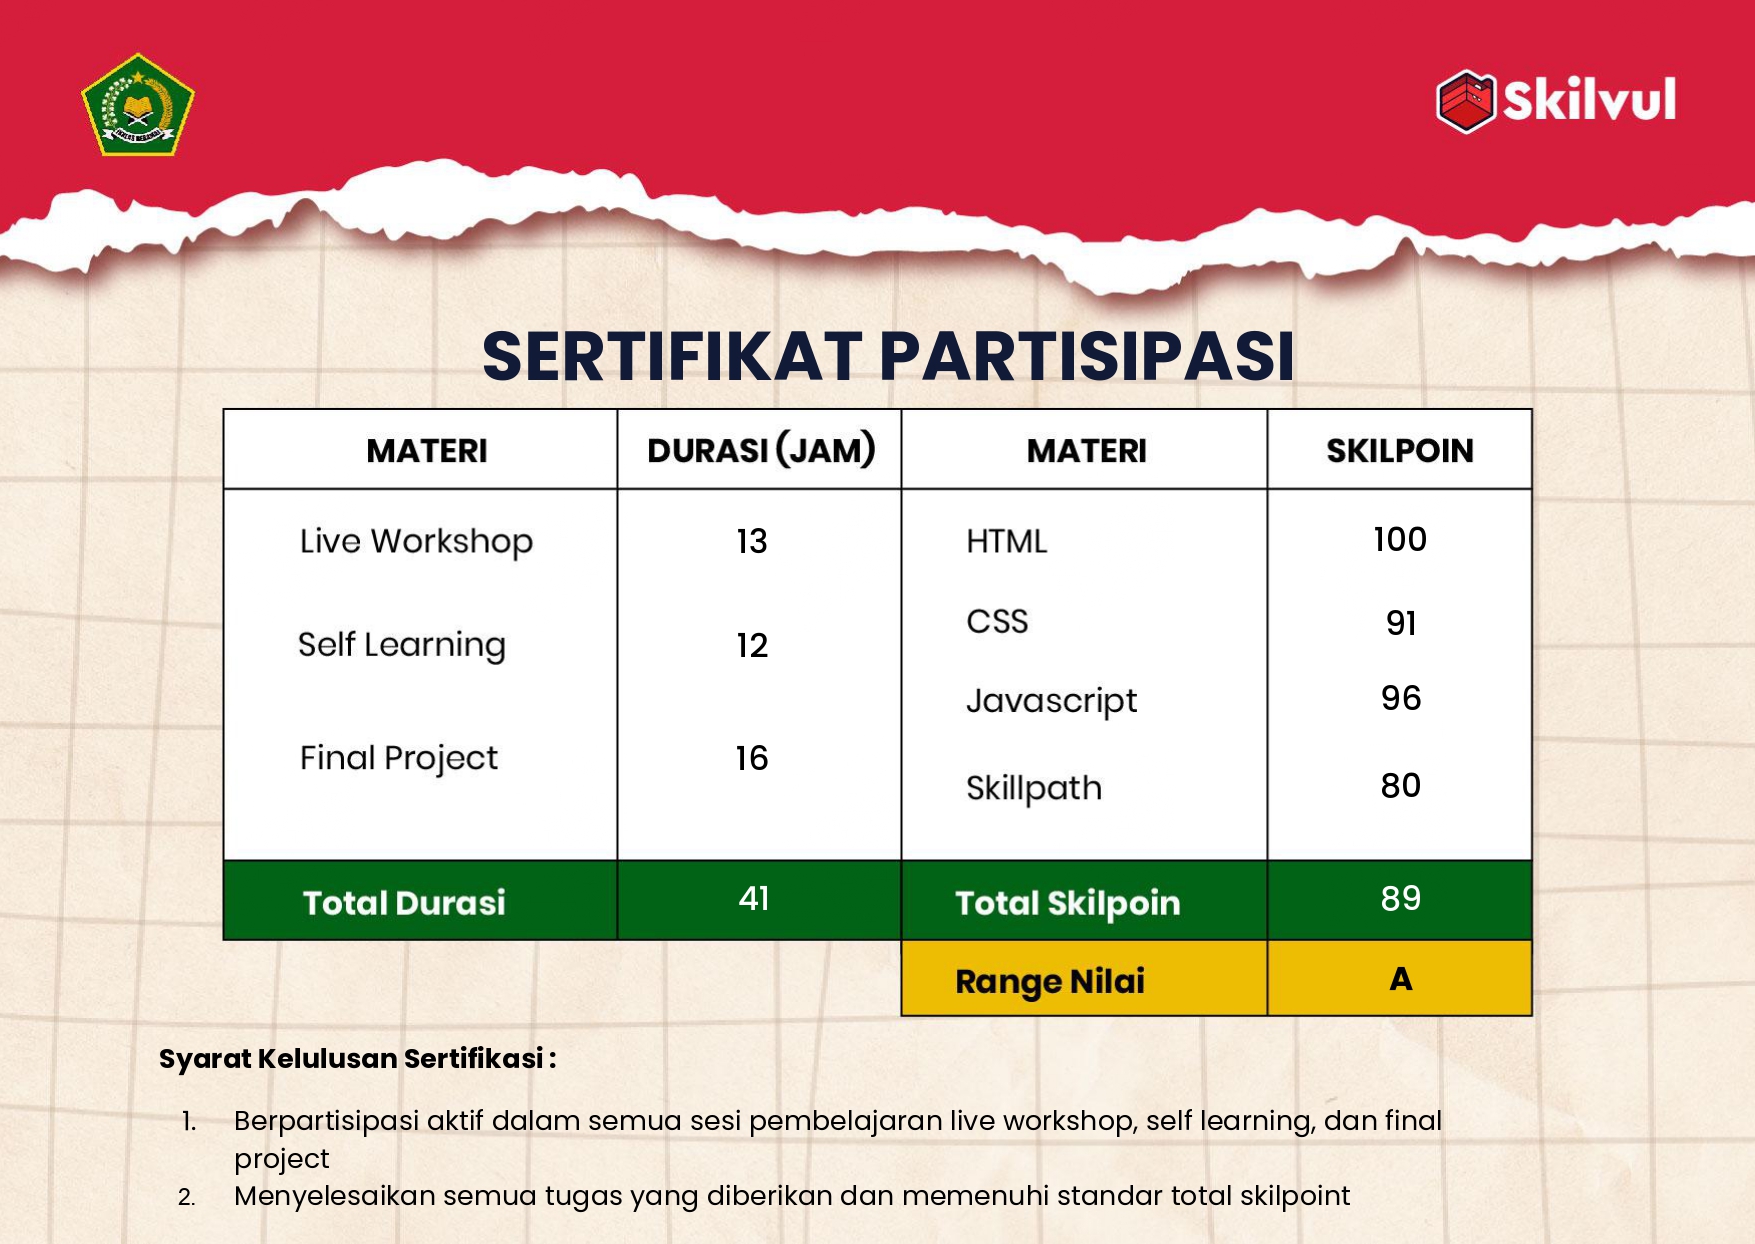 Skilvul
SERTIFIKAT PARTISIPASI
MATERI DURASI (JAM) MATERI SKILPOIN
Live Workshop 13 HTML 100
CSS 91
Self Learning 12
Javascript 96
Final Project 16
Skillpath 80
Total Durasi 41 Total Skilpoin 89
Range Nilai A
Syarat Kelulusan Sertifikasi :
1. Berpartisipasi aktif dalam semua sesi pembelajaran live workshop, self learning, dan final
project
2. Menyelesaikan semua tugas yang diberikan dan memenuhi standar total skilpoint